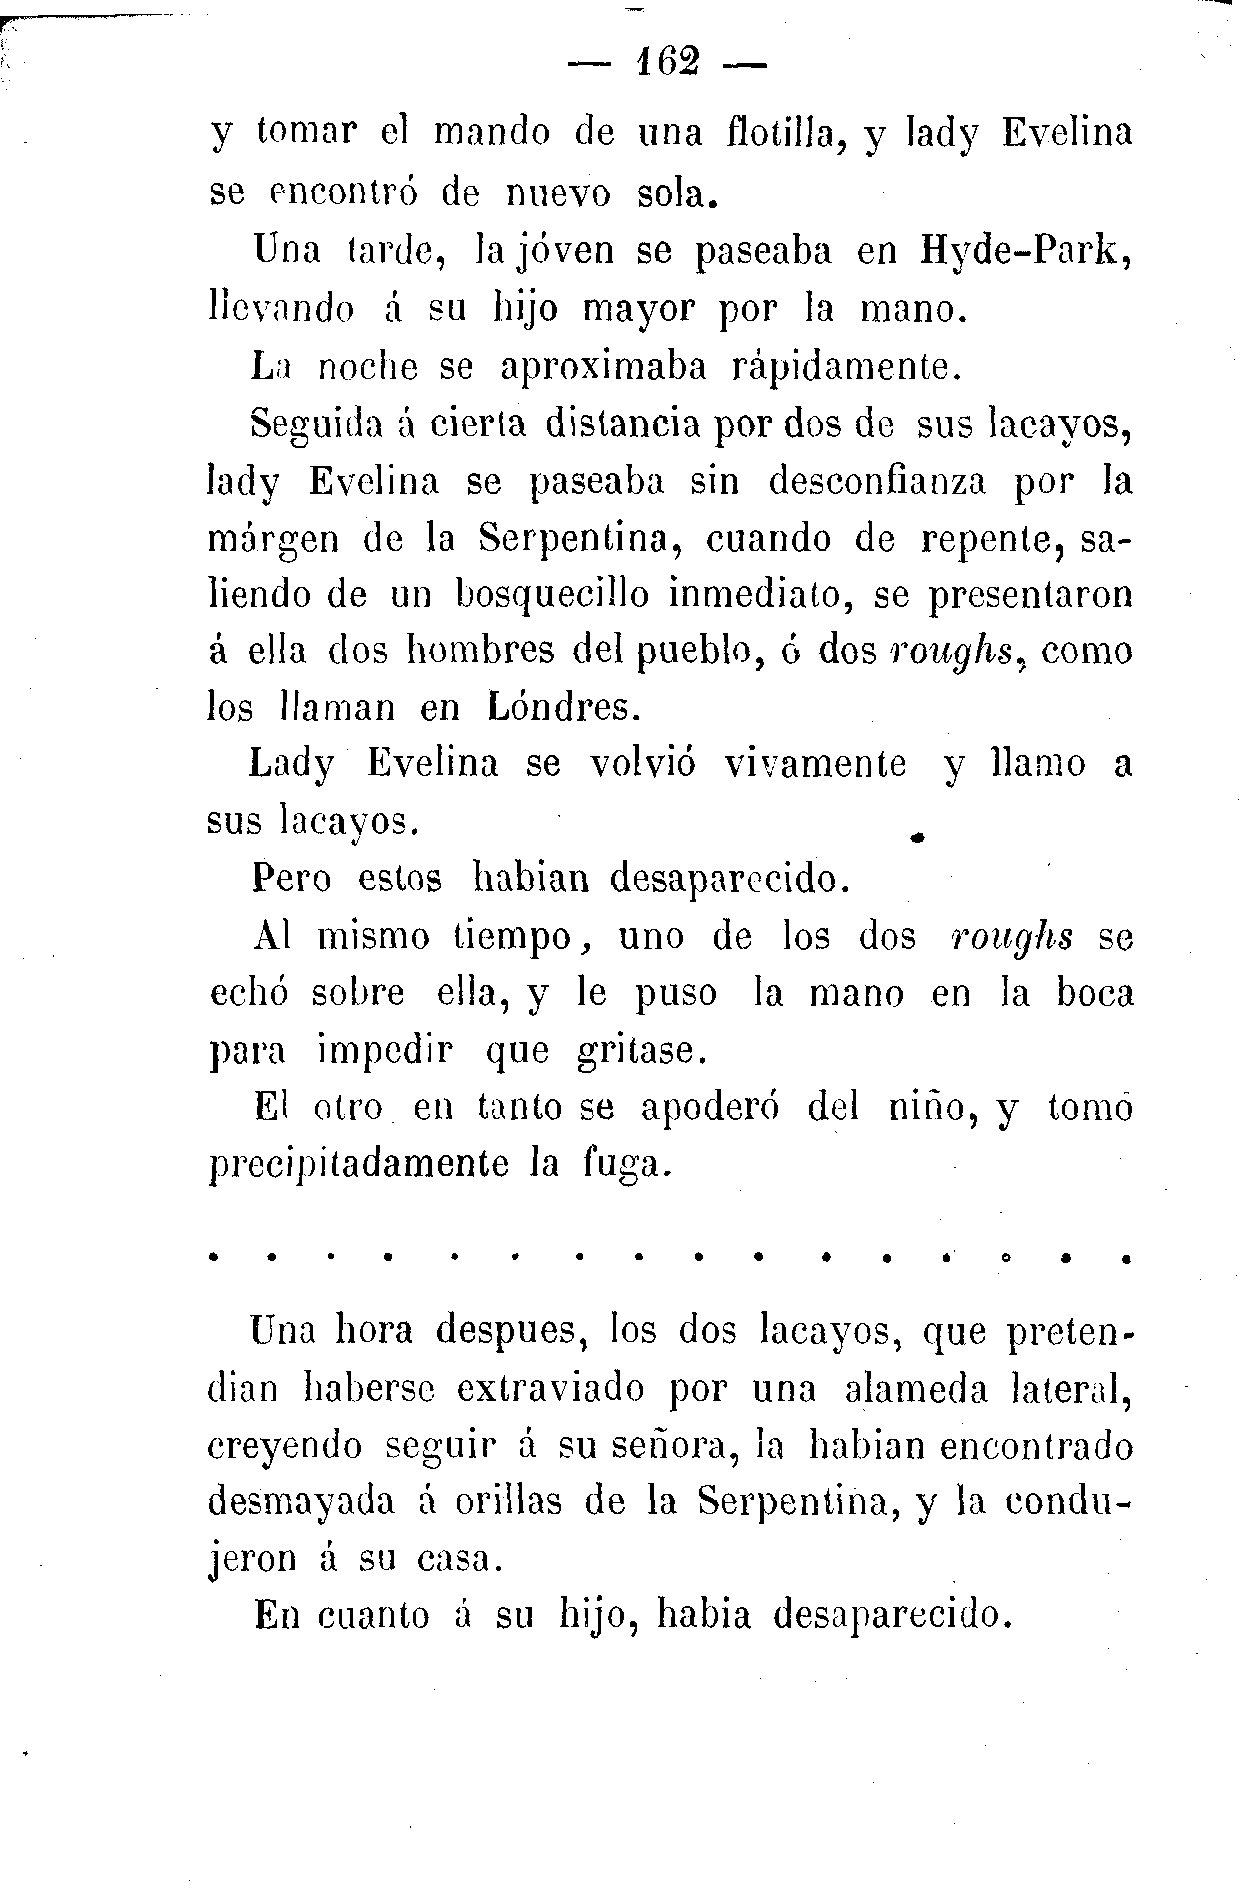 — 162 —
y tomar el mando de una flotilla, y lady Evelina
se encontró de nuevo sola.
Una tarde, la jóven se paseaba en Hyde-Park,
llevando á su hijo mayor por la mano.
La noche se aproximaba rápidamente.
Seguida á cierta distancia por dos de sus lacayos,
lady Evelina se paseaba sin desconfianza por la
márgen de la Serpentina, cuando de repente, sa-
liendo de un bosquecillo inmediato, se presentaron
á ella dos hombres del pueblo, ó dos roughs, como
los llaman en Lóndres.
Lady Evelina se volvió vivamente y llamo a
sus lacayos.
Pero estos habian desaparecido.
Al mismo tiempo, uno de los dos roughs se
echó sobre ella, y le puso la mano en la boca
para impedir que gritase.
El otro en tanto se apoderó del niño, y tomó
precipitadamente la fuga.
. . . . . . . . . . . . . . . .
Una hora despues, los dos lacayos, que preten-
dian haberse extraviado por una alameda lateral,
creyendo seguir á su señora, la habian encontrado
desmayada á orillas de la Serpentina, y la condu-
jeron á su casa.
En cuanto á su hijo, habia desaparecido.